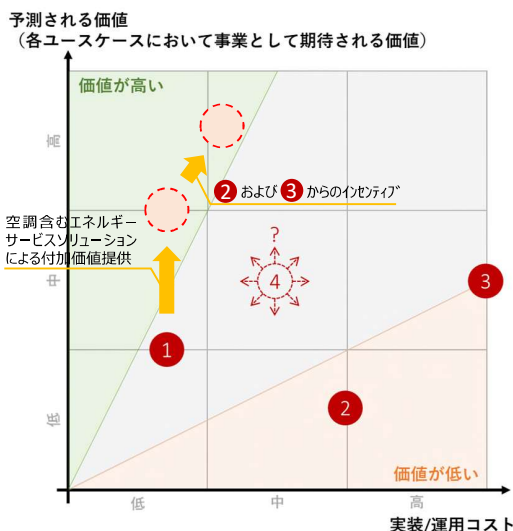 予測される価値
（各ユースケースにおいて事業として期待される価値）
価値が高い
高
2 および 3 からのインセンティブ
空調含むエネルギー
サービスソリューション
による付加価値提供
?
中
4
3
1
2
低
価値が低い
低
中
高
実装/運用コスト